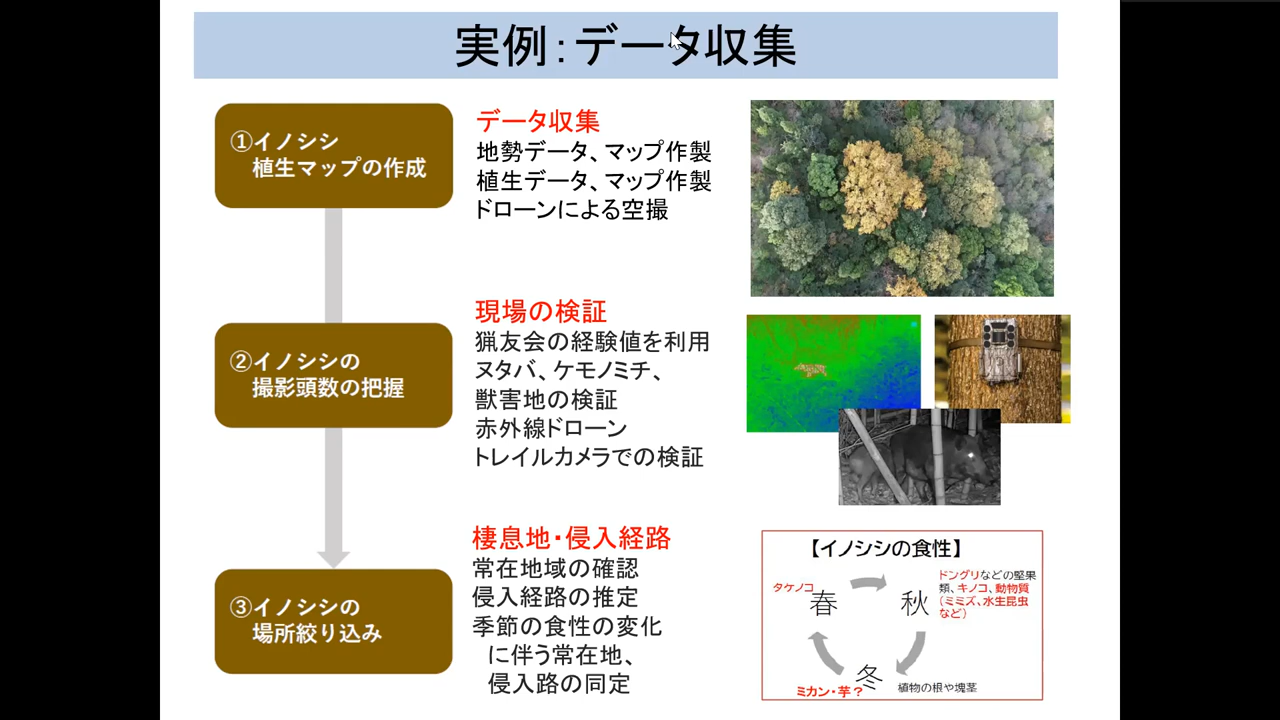 実例：データ収集
①イノシシ
植生マップの作成
データ収集
地勢データ、マップ作製
植生データ、マップ作製
ドローンによる空撮
②イノシシの
撮影頭数の把握
現場の検証
猟友会の経験値を利用
ヌタバ、ケモノミチ、
獣害地の検証
赤外線ドローン
トレイルカメラでの検証
③イノシシの
場所絞り込み
棲息地・侵入経路
常在地域の確認
侵入経路の推定
季節の食性の変化
に伴う常在地、
侵入路の同定
【イノシシの食性】
タケノコ
春
秋
ドングリなどの堅果
類、キノコ、動物質
（ミミズ、水生昆虫
など）
冬
ミカン・芋？
植物の根や塊茎